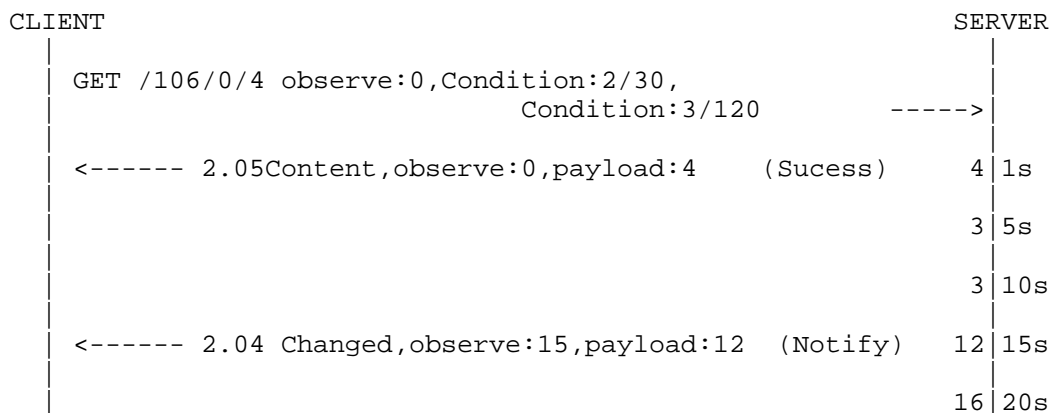 CLIENT SERVER
GET /106/0/4 observe:0,Condition:2/30,
Condition:3/120 ----->
<------ 2.05Content,observe:0,payload:4 (Sucess) 4|1s
3|5s
3|10s
<------ 2.04 Changed,observe:15,payload:12 (Notify) 12|15s
16|20s